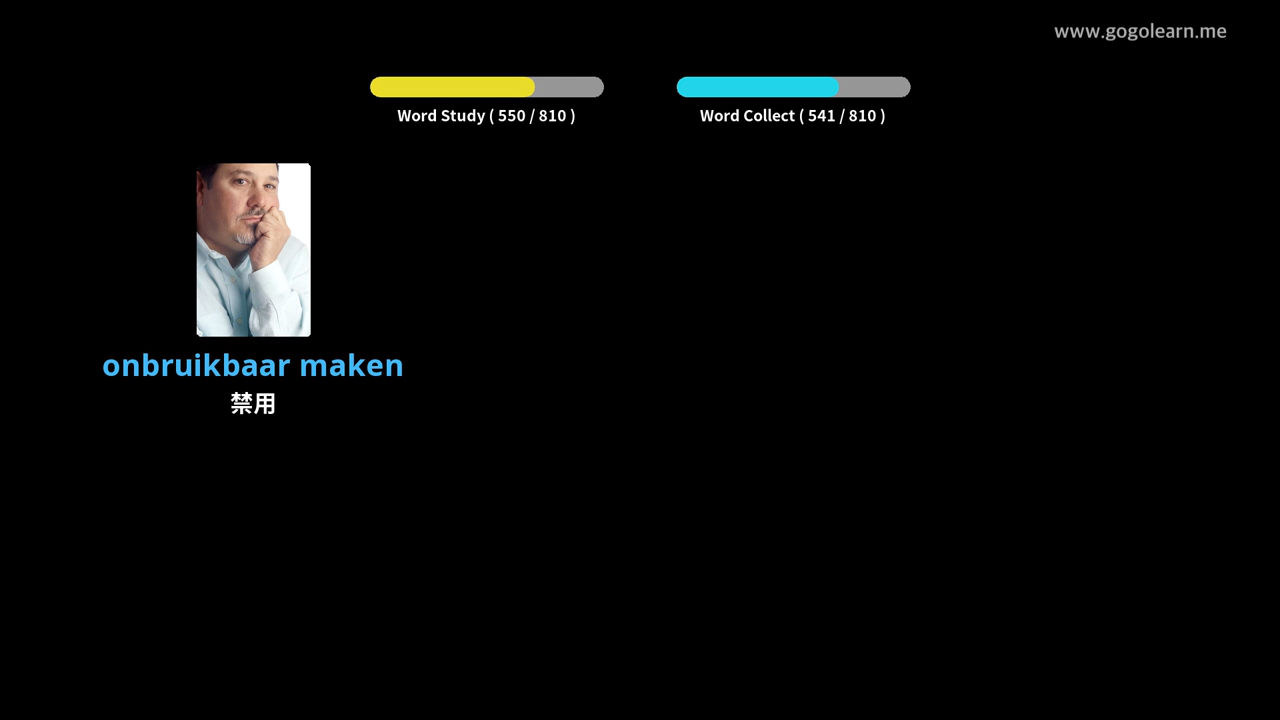 www.gogolearn.me
Word Study ( 550 / 810 )
Word Collect ( 541 / 810 )
onbruikbaar maken
禁用